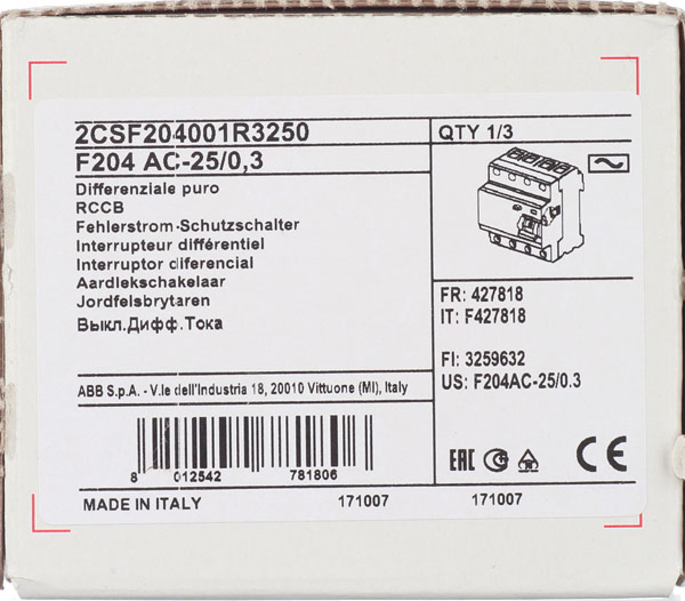 2CSF204001R3250
QTY 1/3
F204 AC-25/0,3
Differenziale puro
RCCB
Fehlerstrom-Schutzschalter
Interrupteur différentiel
Interruptor diferencial
Aardlekschakelaar
Jordfelsbrytaren
Выкл.Дифф.Тока
FR: 427818
IT: F427818
FI: 3259632
US: F204AC-25/0.3
ABB S.p.A. - V.le dell'Industria 18, 20010 Vittuone (MI), Italy
8 012542 781806
EAC
CE
MADE IN ITALY 171007 171007